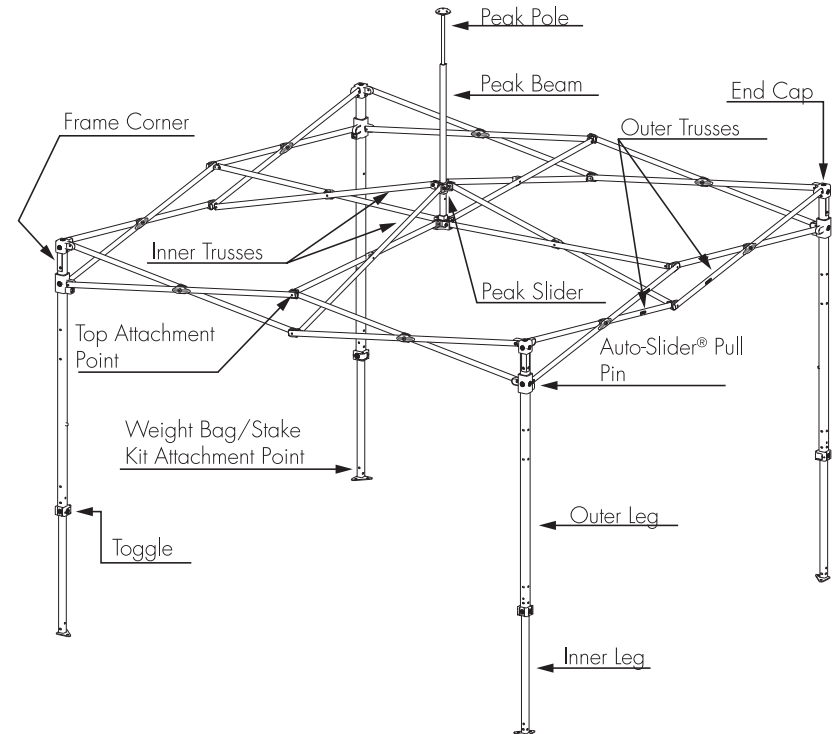 Peak Pole
Peak Beam
End Cap
Frame Corner
Outer Trusses
Inner Trusses
Peak Slider
Top Attachment
Point
Auto-Slider® Pull
Pin
Weight Bag/Stake
Kit Attachment Point
Outer Leg
Toggle
Inner Leg